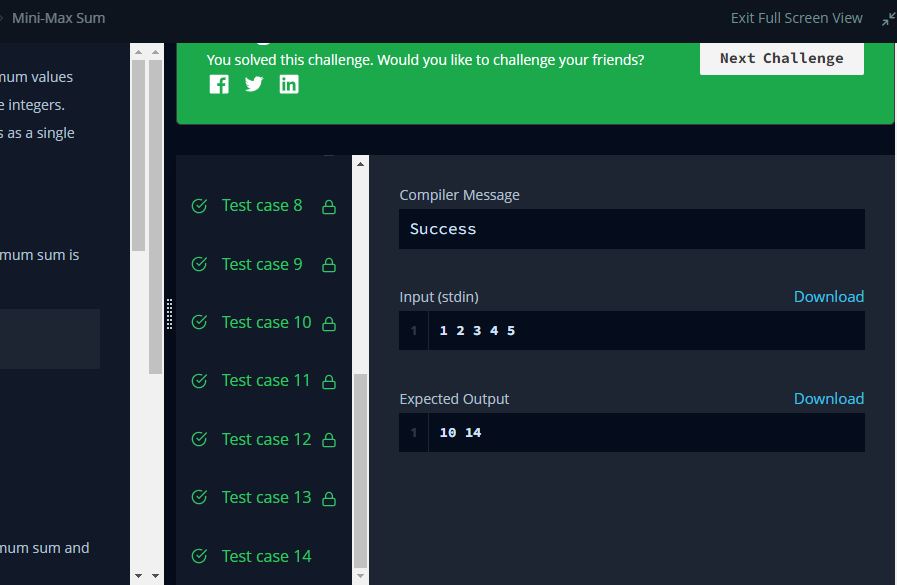 Mini-Max Sum
Exit Full Screen View
mum values
e integers.
s as a single
mum sum is
mum sum and
You solved this challenge. Would you like to challenge your friends?
Next Challenge
Test case 8
Test case 9
Test case 10
Test case 11
Test case 12
Test case 13
Test case 14
Compiler Message
Success
Input (stdin)
Download
1 1 2 3 4 5
Expected Output
Download
1 10 14